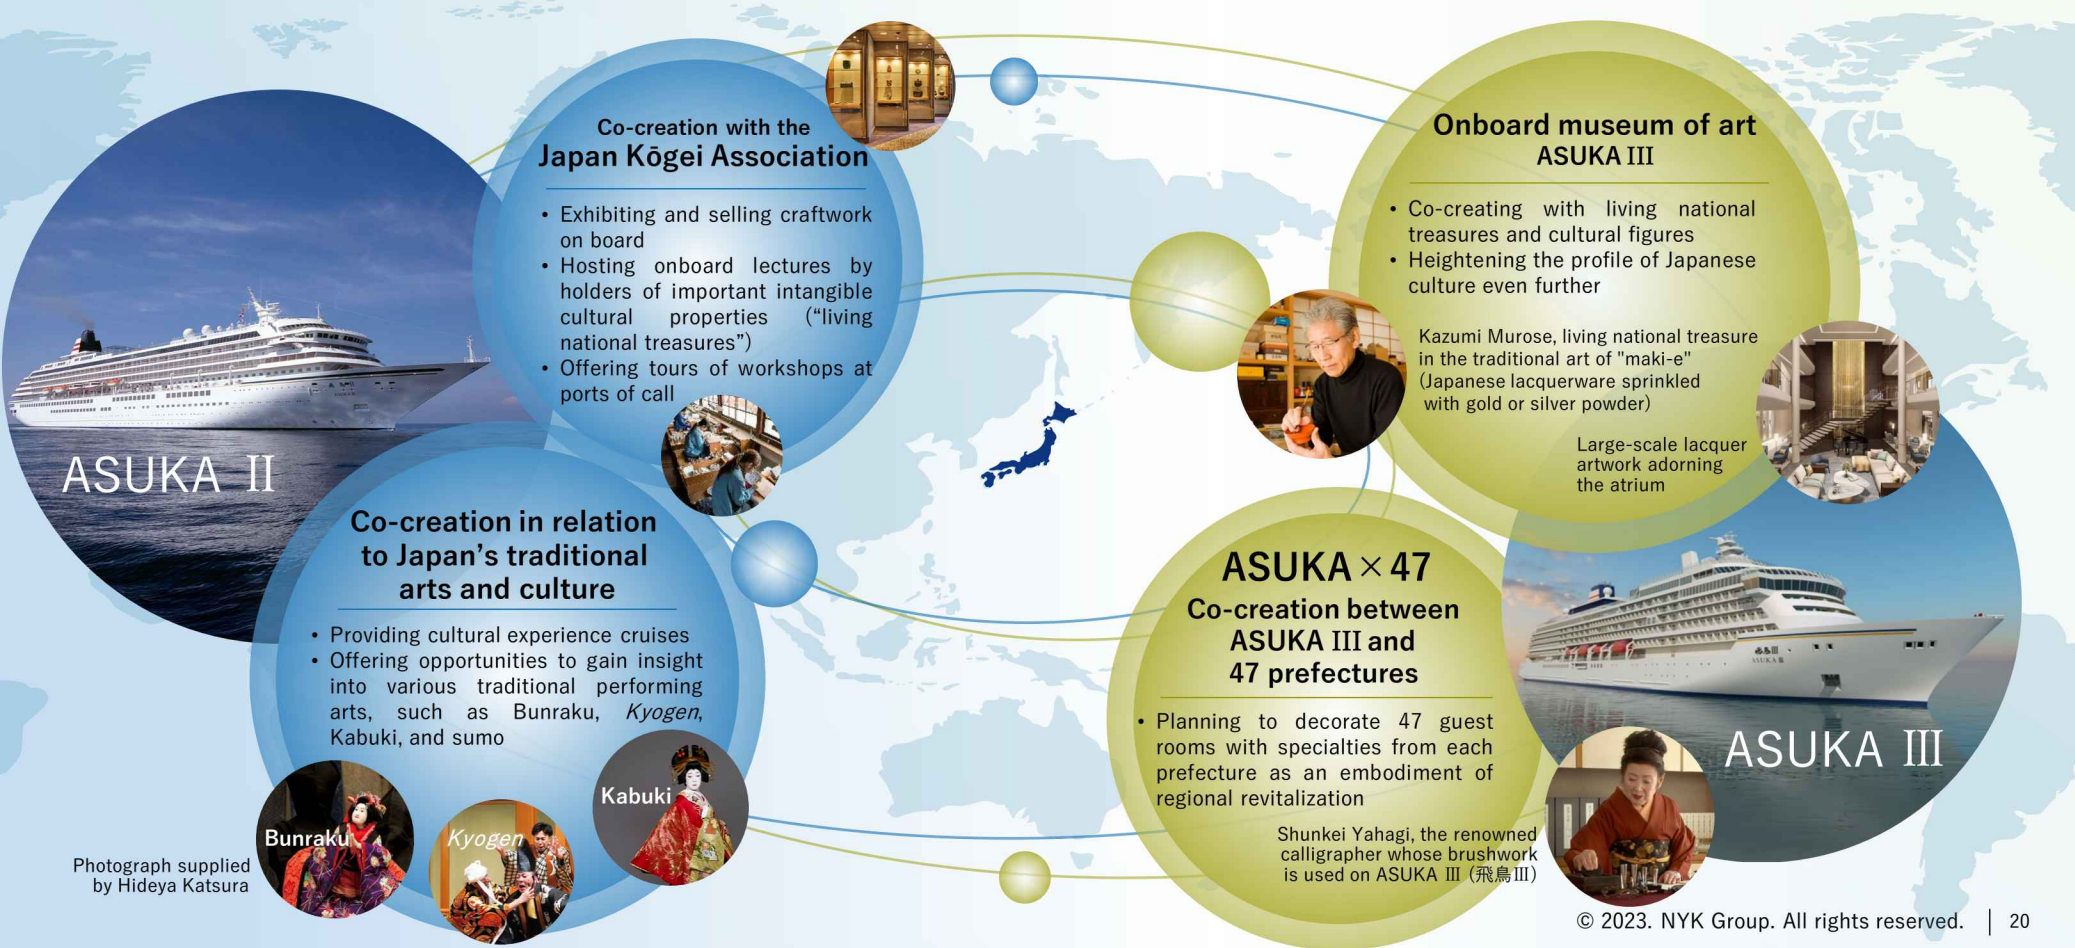 Co-creation with the
Japan Kōgei Association
• Exhibiting and selling craftwork
on board
• Hosting onboard lectures by
holders of important intangible
cultural properties (“living
national treasures”)
• Offering tours of workshops at
ports of call
ASUKA II
Co-creation in relation
to Japan’s traditional
arts and culture
• Providing cultural experience cruises
• Offering opportunities to gain insight
into various traditional performing
arts, such as Bunraku, Kyogen,
Kabuki, and sumo
Bunraku
Kyogen
Kabuki
Photograph supplied
by Hideya Katsura
Onboard museum of art
ASUKA III
• Co-creating with living national
treasures and cultural figures
• Heightening the profile of Japanese
culture even further
Kazumi Murose, living national treasure
in the traditional art of "maki-e"
(Japanese lacquerware sprinkled
with gold or silver powder)
Large-scale lacquer
artwork adorning
the atrium
ASUKA × 47
Co-creation between
ASUKA III and
47 prefectures
• Planning to decorate 47 guest
rooms with specialties from each
prefecture as an embodiment of
regional revitalization
Shunkei Yahagi, the renowned
calligrapher whose brushwork
is used on ASUKA Ⅲ (飛鳥Ⅲ)
ASUKA Ⅲ
© 2023. NYK Group. All rights reserved. | 20